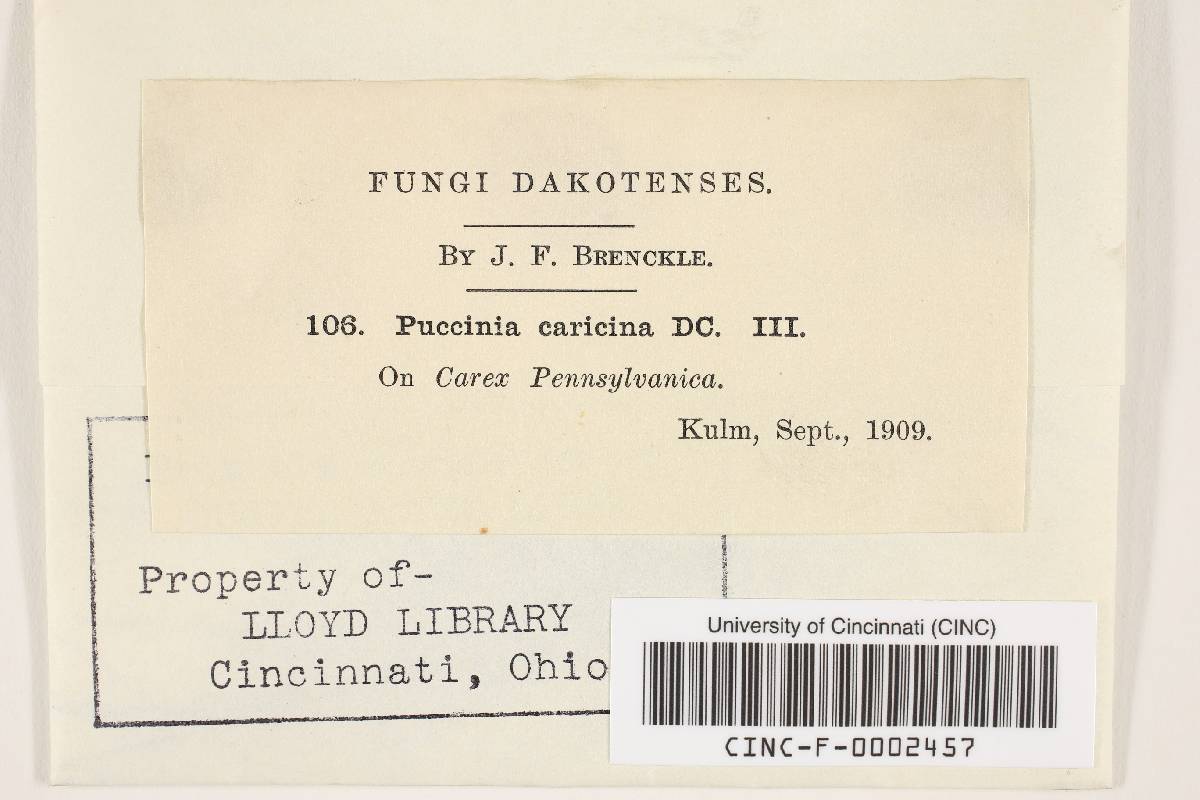 FUNGI DAKOTENSES.
BY J. F. BRENCKLE.
106. Puccinia caricina DC. III.
On Carex Pennsylvanica.
Kulm, Sept., 1909.
Property of-
LLOYD LIBRARY
Cincinnati, Ohio
University of Cincinnati (CINC)
CINC-F-0002457